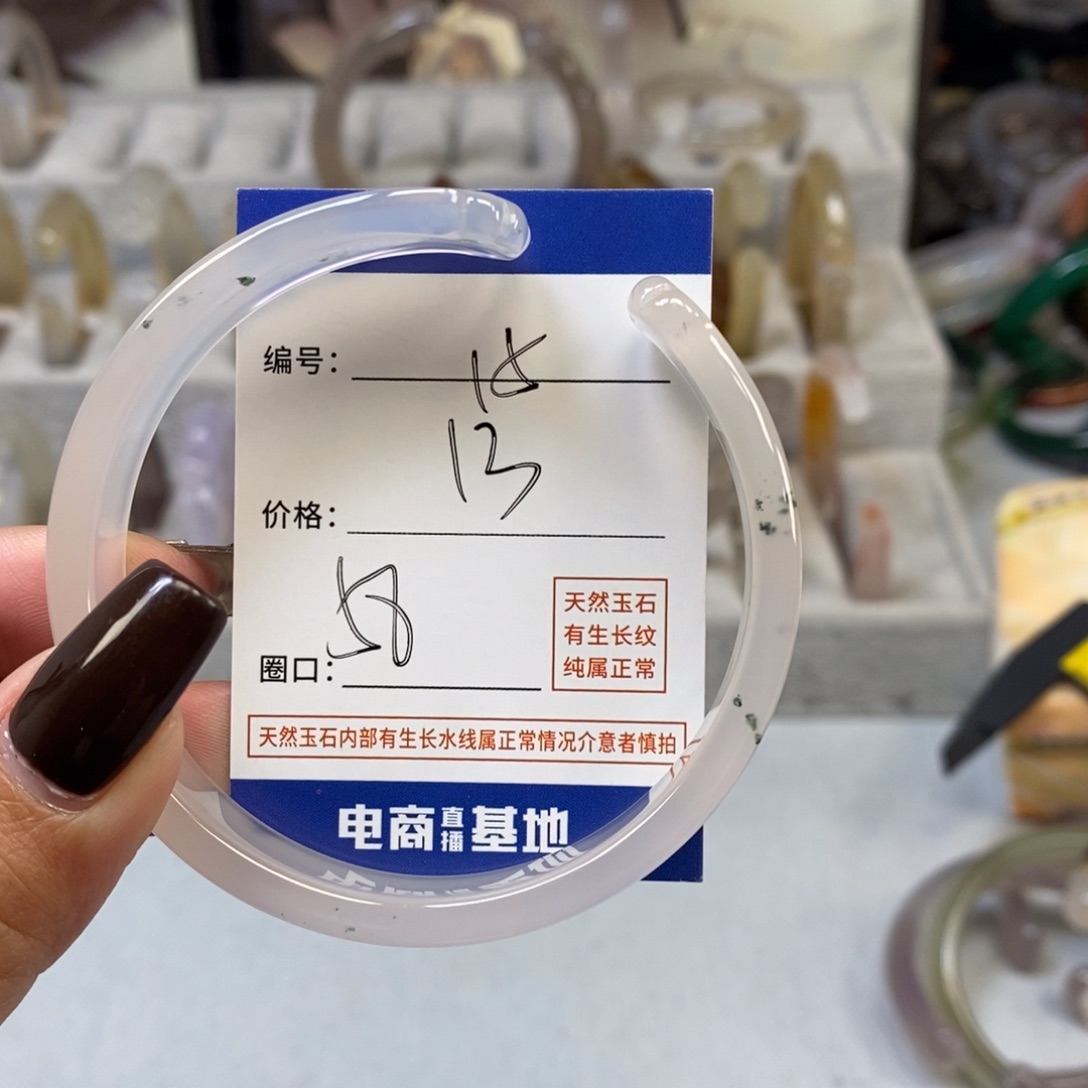 编号：
15
13
价格：
58
圈口：
天然玉石
有生长纹
纯属正常
天然玉石内部有生长水线属正常情况介意者慎拍
电商直播基地